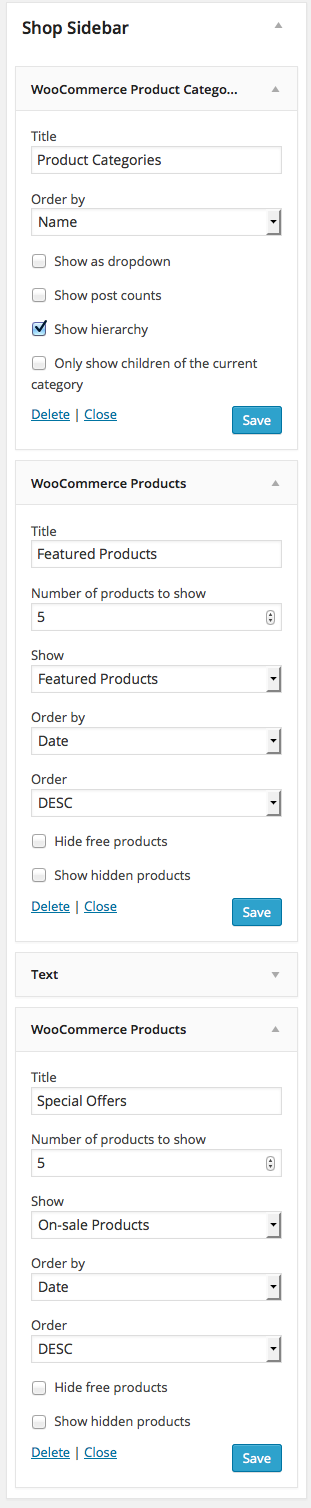 Shop Sidebar
WooCommerce Product Catego...
Title
Product Categories
Order by
Name
Show as dropdown
Show post counts
Show hierarchy
Only show children of the current
category
Delete | Close
Save
WooCommerce Products
Title
Featured Products
Number of products to show
5
Show
Featured Products
Order by
Date
Order
DESC
Hide free products
Show hidden products
Delete | Close
Save
Text
WooCommerce Products
Title
Special Offers
Number of products to show
5
Show
On-sale Products
Order by
Date
Order
DESC
Hide free products
Show hidden products
Delete | Close
Save